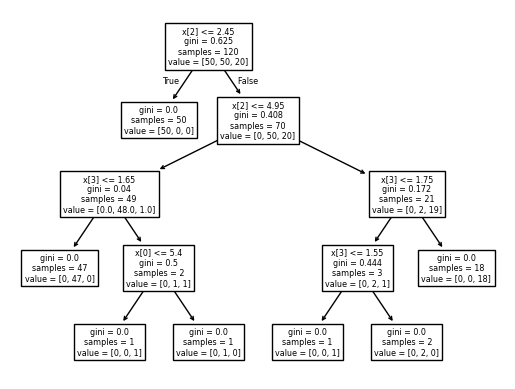 x[2] <= 2.45
gini = 0.625
samples = 120
value = [50, 50, 20]
True
False
gini = 0.0
samples = 50
value = [50, 0, 0]
x[2] <= 4.95
gini = 0.408
samples = 70
value = [0, 50, 20]
x[3] <= 1.65
gini = 0.04
samples = 49
value = [0.0, 48.0, 1.0]
x[3] <= 1.75
gini = 0.172
samples = 21
value = [0, 2, 19]
gini = 0.0
samples = 47
value = [0, 47, 0]
x[0] <= 5.4
gini = 0.5
samples = 2
value = [0, 1, 1]
x[3] <= 1.55
gini = 0.444
samples = 3
value = [0, 2, 1]
gini = 0.0
samples = 18
value = [0, 0, 18]
gini = 0.0
samples = 1
value = [0, 0, 1]
gini = 0.0
samples = 1
value = [0, 1, 0]
gini = 0.0
samples = 1
value = [0, 0, 1]
gini = 0.0
samples = 2
value = [0, 2, 0]